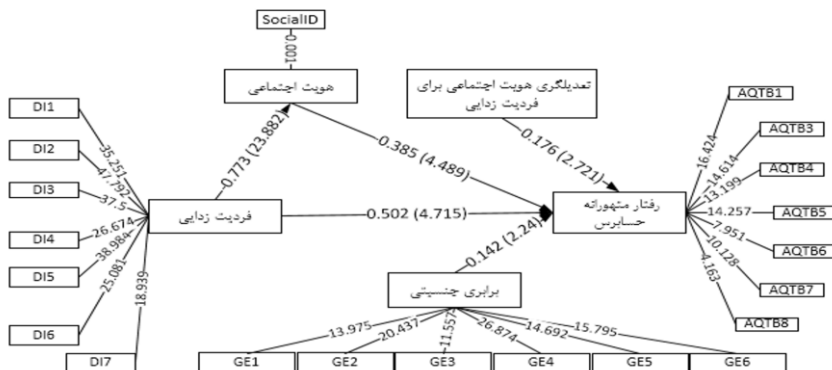 SocialID
0.001
هویت اجتماعی
تعدیلگری هویت اجتماعی برای
فردیت زدایی
DI1
DI2
DI3
DI4
DI5
DI6
DI7
35.251
47.792
37.5
26.674
38.984
25.081
18.939
فردیت زدایی
0.773 (23.882)
0.385 (4.489)
0.176 (2.721)
0.502 (4.715)
0.142 (2.24)
رفتار متهورانه
حسابرس
AQTB1
AQTB3
AQTB4
AQTB5
AQTB6
AQTB7
AQTB8
16.424
14.614
13.199
14.257
7.951
10.128
4.163
برابری جنسیتی
13.975
20.437
11.557
26.874
14.692
15.795
GE1
GE2
GE3
GE4
GE5
GE6